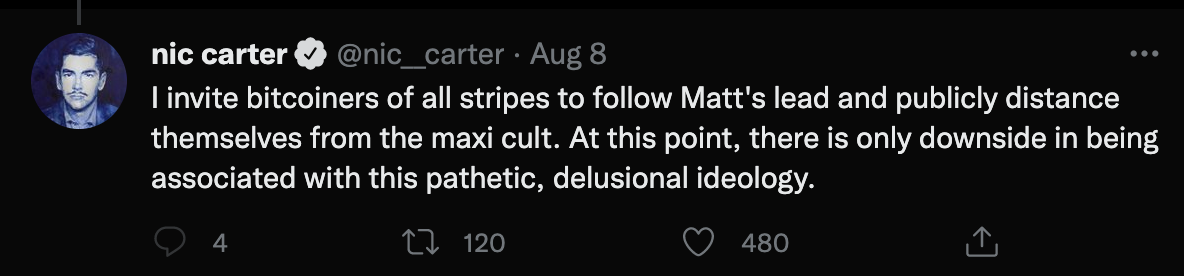 nic carter @nic__carter · Aug 8
I invite bitcoiners of all stripes to follow Matt's lead and publicly distance
themselves from the maxi cult. At this point, there is only downside in being
associated with this pathetic, delusional ideology.
4 120 480